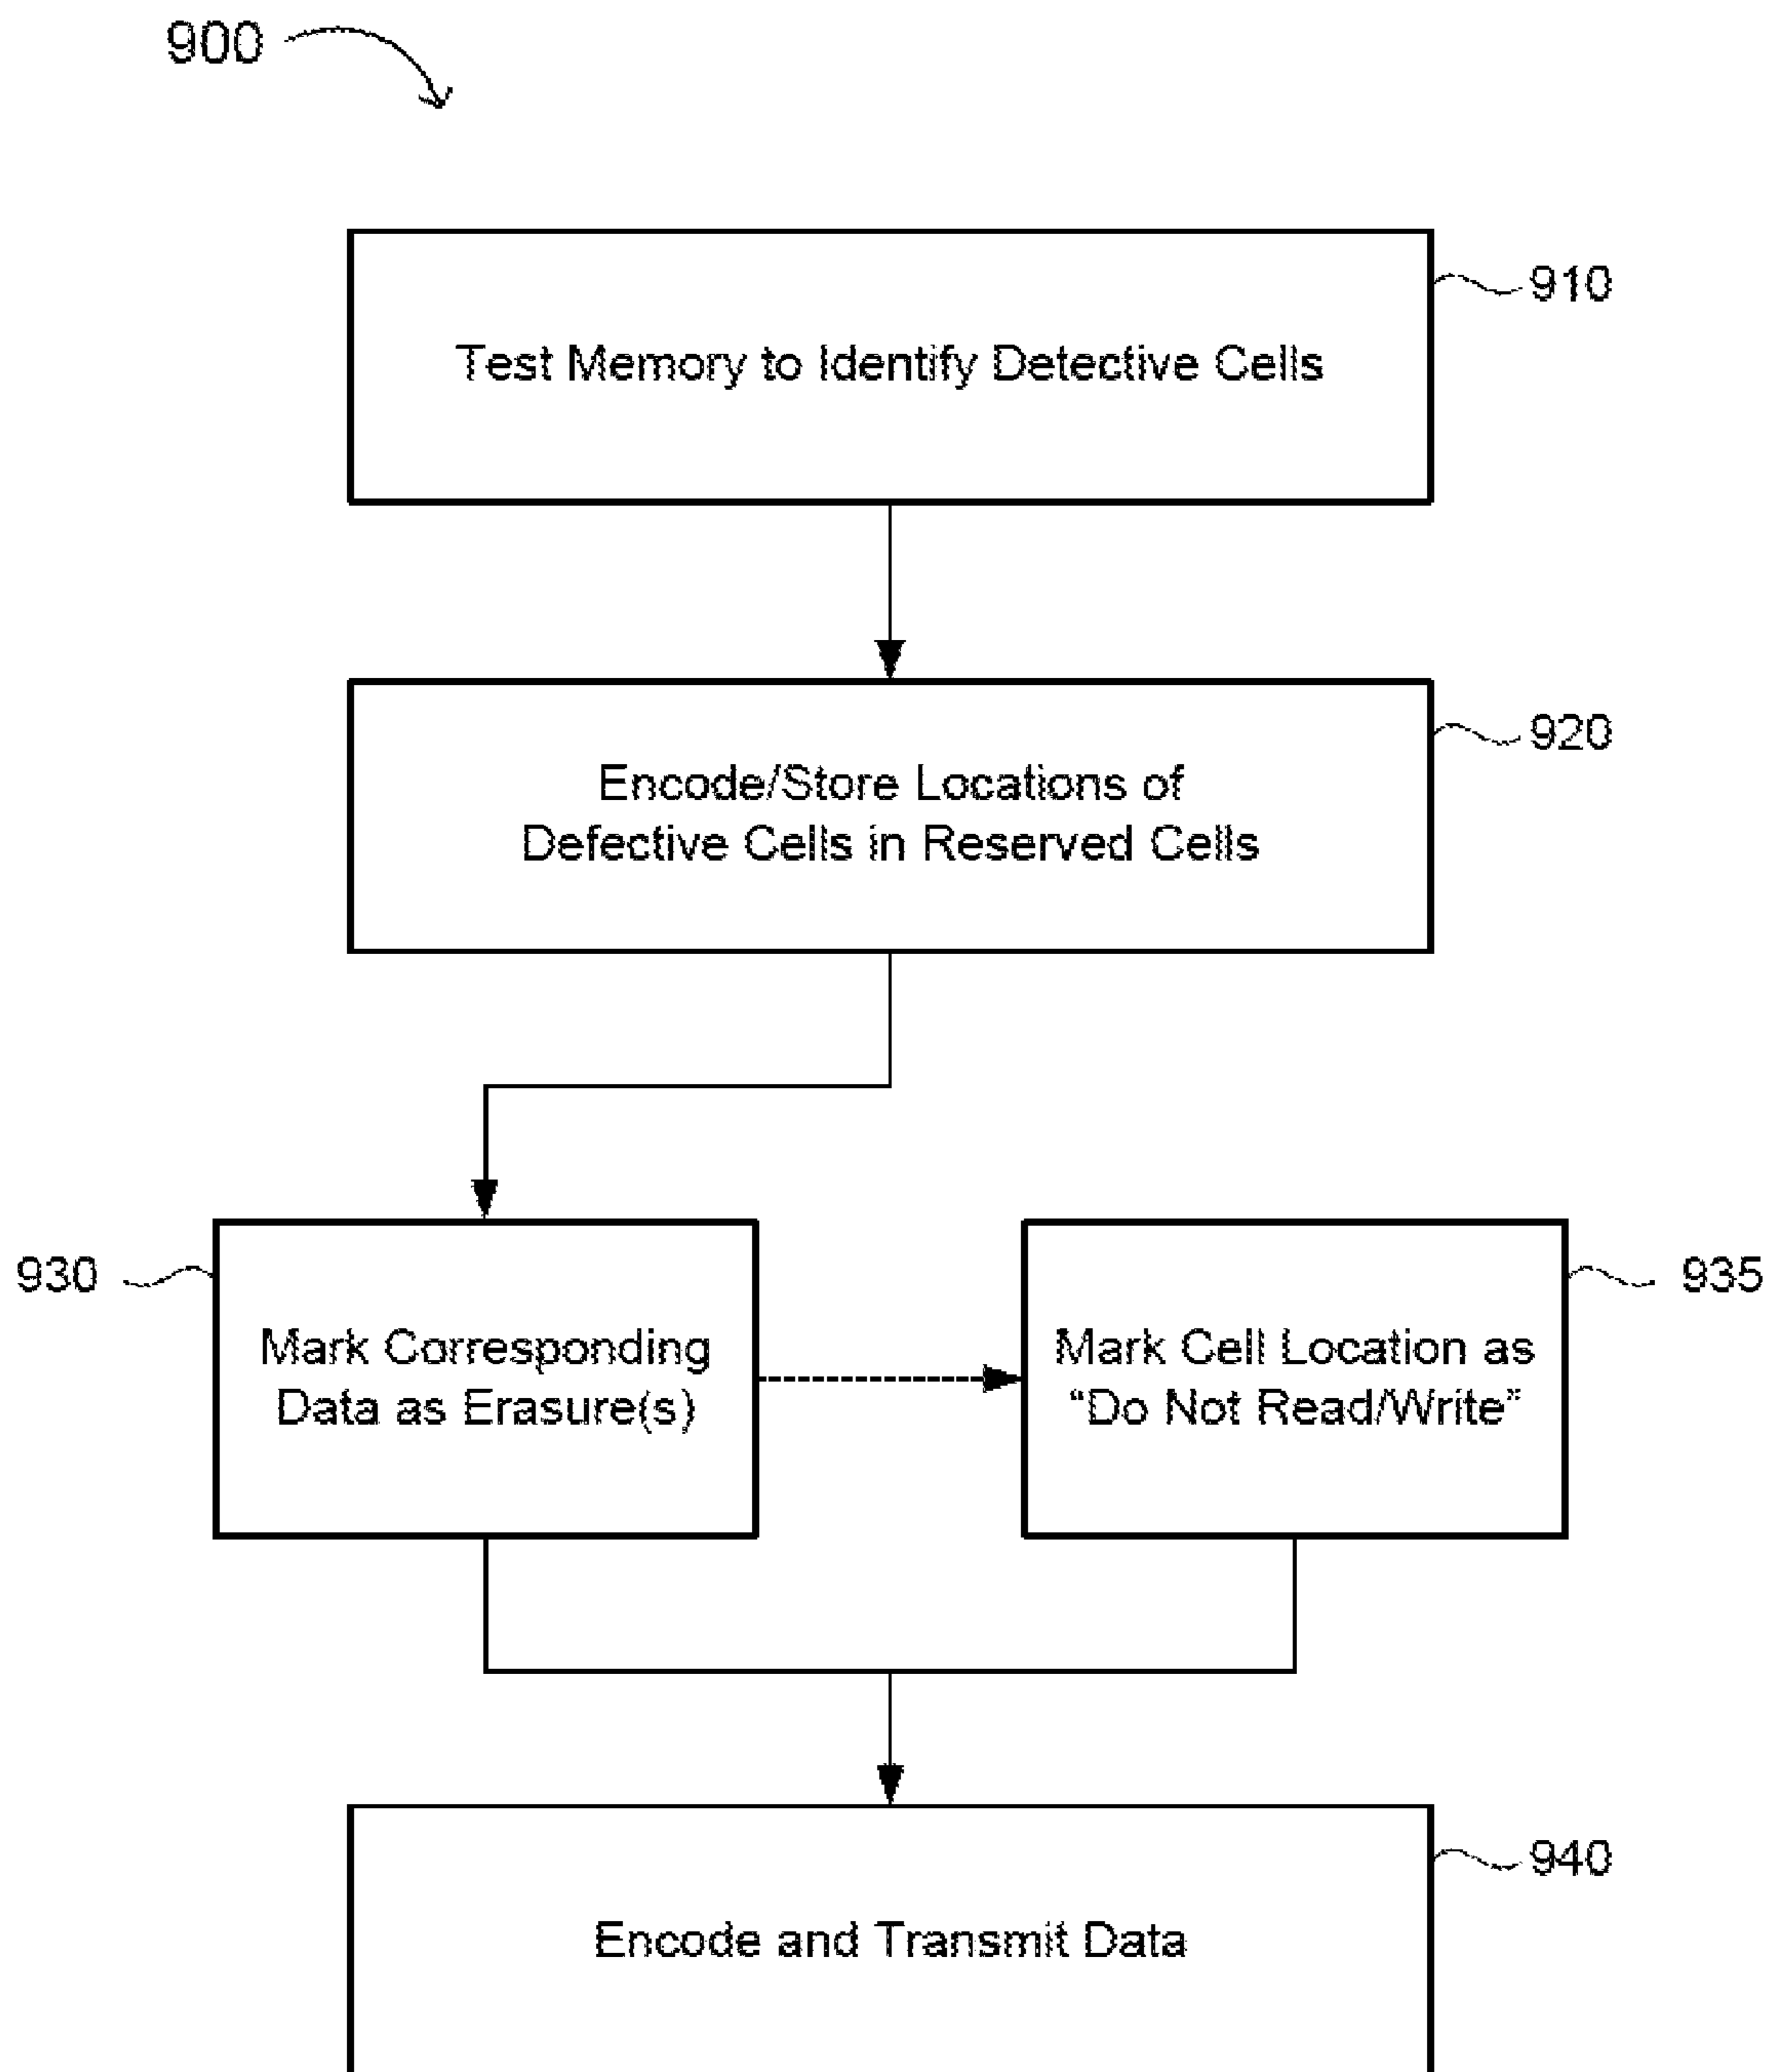 900
910
Test Memory to Identify Detective Cells
920
Encode/Store Locations of
Defective Cells in Reserved Cells
930
935
Mark Corresponding
Data as Erasure(s)
Mark Cell Location as
“Do Not Read/Write”
940
Encode and Transmit Data